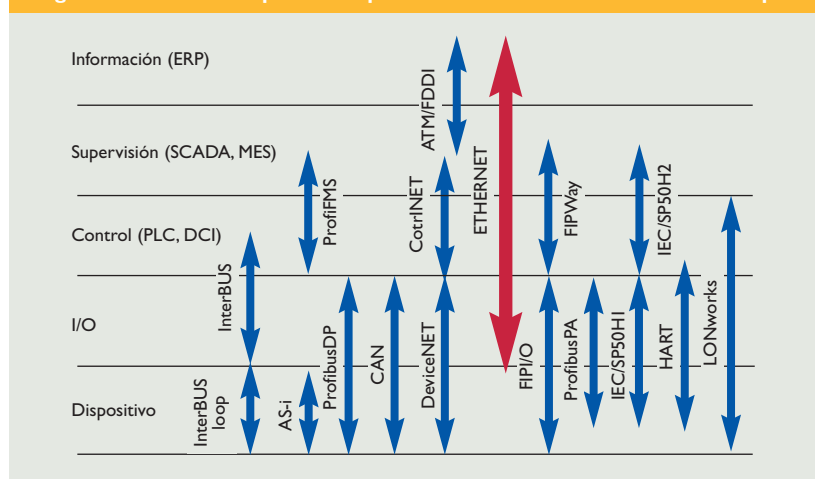 Información (ERP)
ATM/FDDI
ETHERNET
Supervisión (SCADA, MES)
ProfiFMS
CotrlNET
FIPWay
IEC/SP50H2
Control (PLC, DCI)
InterBUS
LONworks
I/O
ProfibusDP
CAN
DeviceNET
FIPI/O
ProfibusPA
IEC/SP50H1
HART
Dispositivo
InterBUS
loop
AS-i